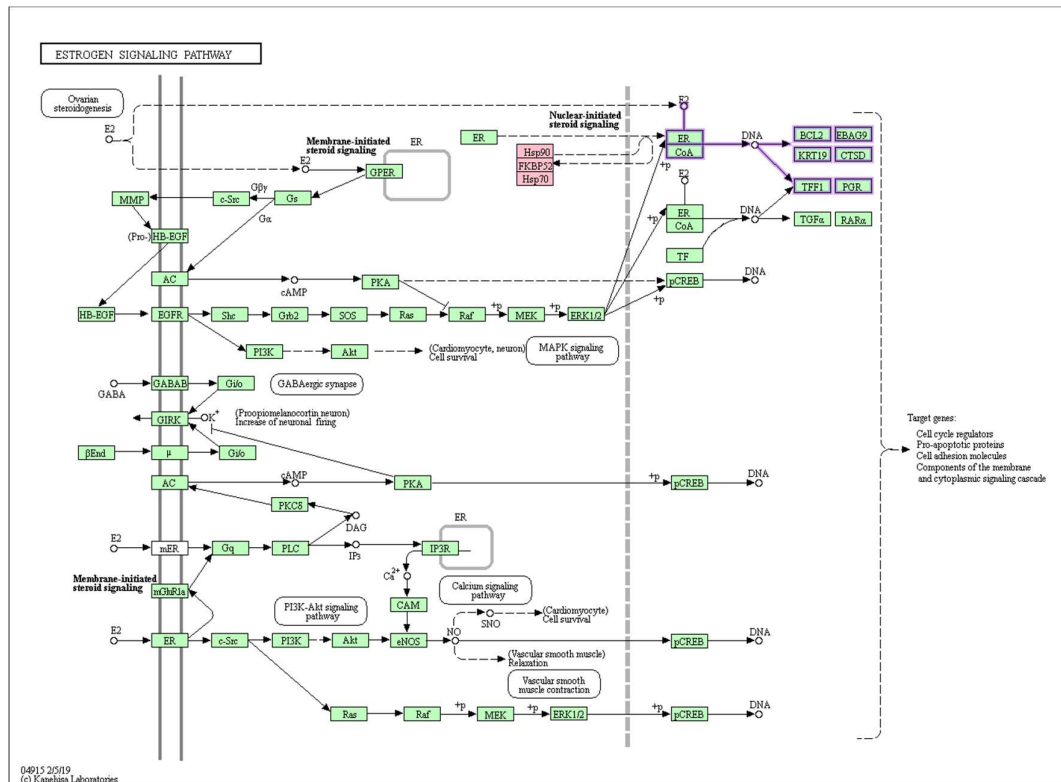 ESTROGEN SIGNALING PATHWAY
Ovarian
steroidogenesis
E2
E2
Nuclear-initiated
steroid signaling
Membrane-initiated
steroid signaling
ER
ER
ER
CoA
DNA
BCL2 EBAG9
KRT19 CTSD
TFF1 PGR
Hsp90
FKBP52
Hsp70
+p
E2
E2
GPER
MMP
c-Src
Gβγ
Gs
Gα
ER
CoA
+p
DNA
TGFα RARα
TF
(Pro-) HB-EGF
AC
cAMP
PKA
pCREB
DNA
+p
HB-EGF
EGFR
Shc
Grb2
SOS
Ras
Raf
+p
MEK
+p
ERK1/2
PI3K
Akt
(Cardiomyocyte, neuron)
Cell survival
MAPK signaling
pathway
GABA
GABAB
Gi/o
GABAergic synapse
GIRK
K+
(Propiomelanocortin neuron)
Increase of neuronal firing
βEnd
μ
Gi/o
Target genes:
Cell cycle regulators
Pro-apoptotic proteins
Cell adhesion molecules
Components of the membrane
and cytoplasmic signaling cascade
AC
cAMP
PKA
+p
pCREB
DNA
PKCδ
DAG
ER
E2
mER
Gq
PLC
IP3
IP3R
Ca2+
Membrane-initiated
steroid signaling
mGluR1a
PI3K-Akt signaling
pathway
CAM
Calcium signaling
pathway
SNO
(Cardiomyocyte)
Cell survival
E2
ER
c-Src
PI3K
Akt
eNOS
NO
+p
pCREB
DNA
(Vascular smooth muscle)
Relaxation
Vascular smooth
muscle contraction
Ras
Raf
+p
MEK
+p
ERK1/2
+p
pCREB
DNA
04915 2/5/19
(c) Kanehisa Laboratories